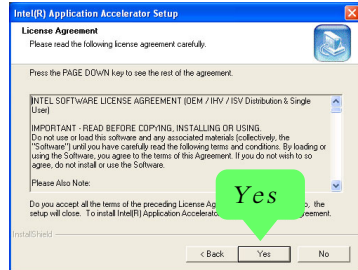 Intel(R) Application Accelerator Setup
License Agreement
Please read the following license agreement carefully.
Press the PAGE DOWN key to see the rest of the agreement.
INTEL SOFTWARE LICENSE AGREEMENT (OEM / IHV / ISV Distribution & Single
User)
IMPORTANT - READ BEFORE COPYING, INSTALLING OR USING.
Do not use or load this software and any associated materials (collectively, the
"Software") until you have carefully read the following terms and conditions. By loading or
using the Software, you agree to the terms of this Agreement. If you do not wish to so
agree, do not install or use the Software.
Please Also Note:
Yes
Do you accept all the terms of the preceding License the
setup will close. To install Intel(R) Application
InstallShield
< Back Yes No